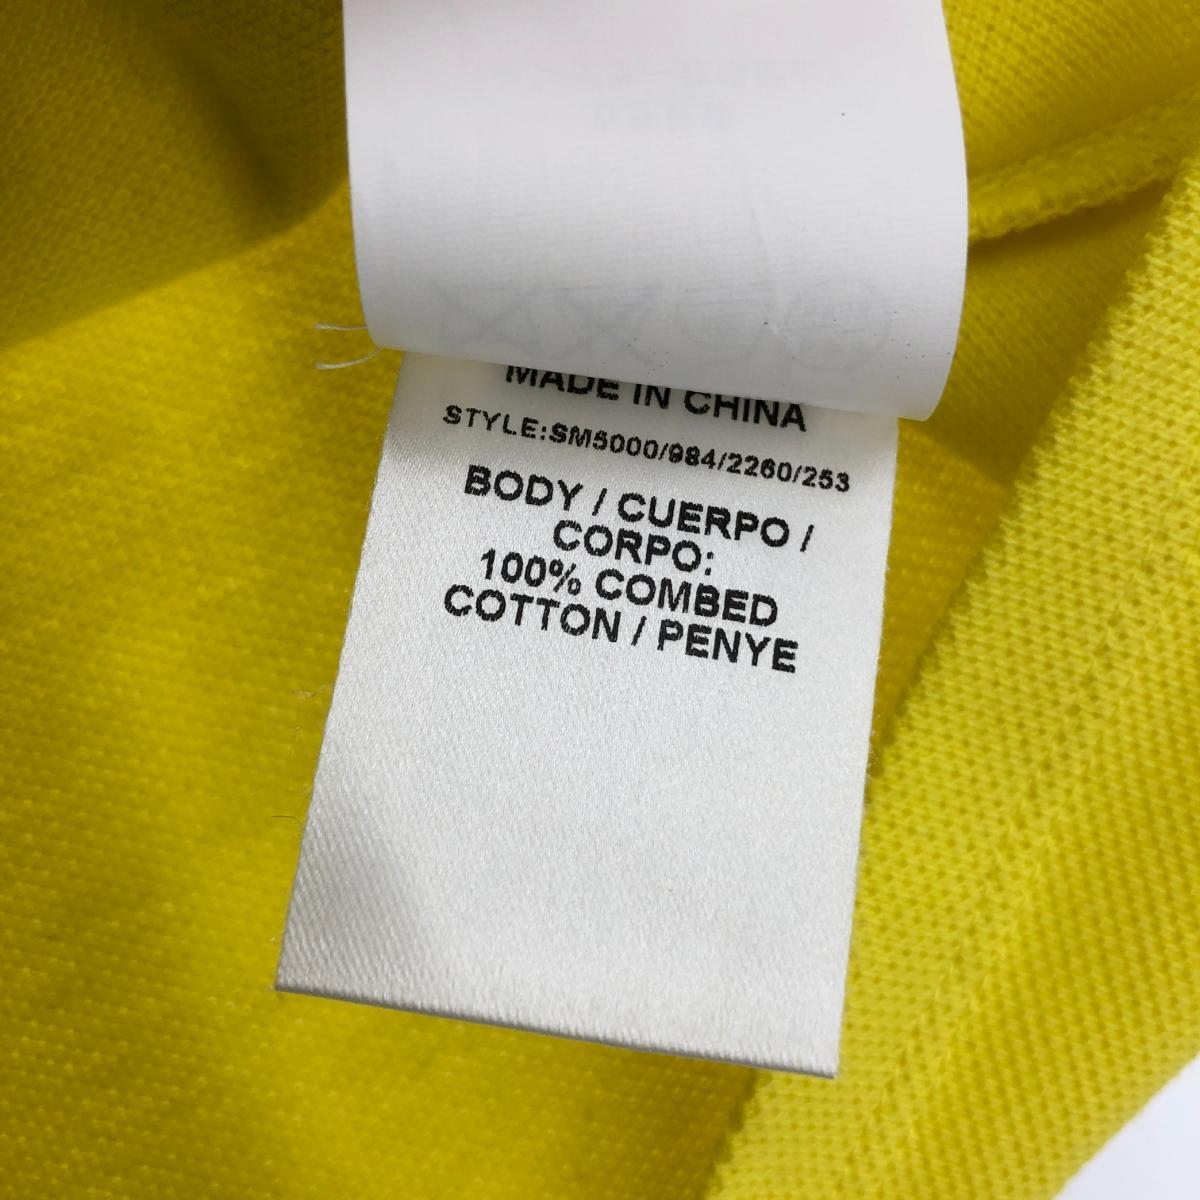 MADE IN CHINA
STYLE:SM5000/984/2260/253
BODY / CUERPO /
CORPO:
100% COMBED
COTTON / PENYE